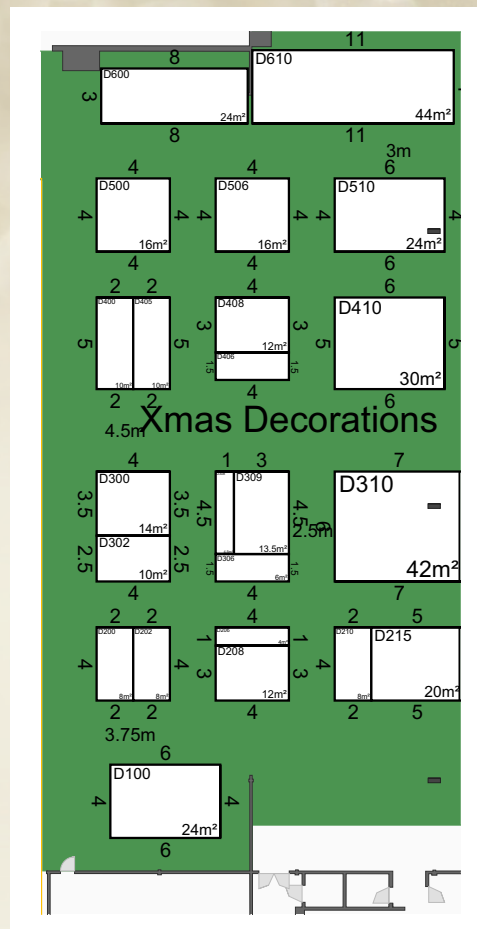 8 11
D600 D610
3
24m² 44m²
8 11
3m
4 4 6
D500 D506 D510
4 4 4 4 4 4
16m² 16m² 24m²
4 4 6
2 2 4 6
D400 D405 D408 D410
5 5 3 3 5 5
12m²
D406
1.5 1.5
10m² 10m² 30m²
2 2 4 6
Xmas Decorations
4.5m
4 1 3 7
D300 D309 D310
3.5 3.5 4.5 4.5 6
2.5m
14m² 13.5m²
D302 D306
2.5 2.5 1.5 1.5
10m² 6m² 42m²
4 4 7
2 2 4 2 5
D200 D202 D206 D210 D215
1 4m² 1
4 4 D208 4
3 3
8m² 8m² 12m² 8m² 20m²
2 2 4 2 5
3.75m
6
D100
4 4
24m²
6